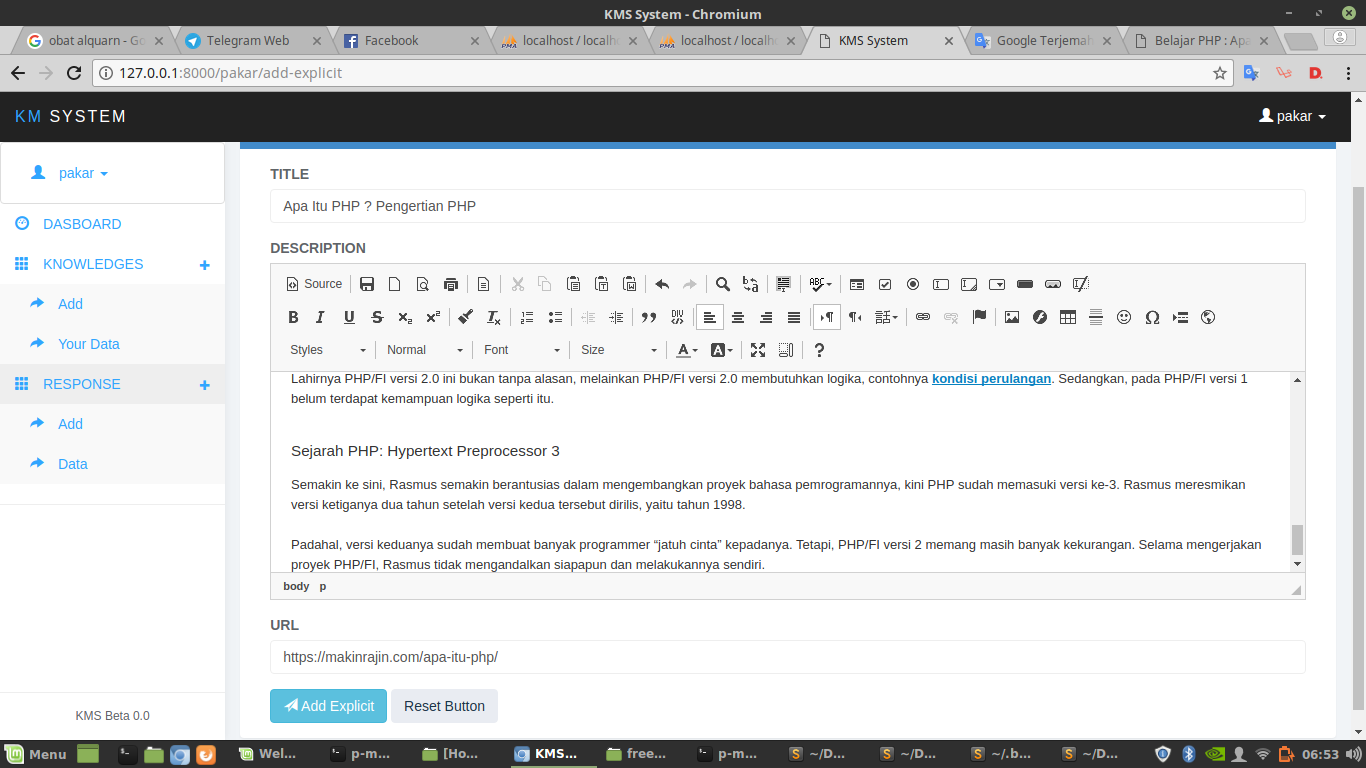 KMS System - Chromium
obat alquarn - Go
Telegram Web
Facebook
localhost / localh
localhost / localh
KMS System
Google Terjemah
Belajar PHP : Apa
127.0.0.1:8000/pakar/add-explicit
KM SYSTEM
pakar
pakar
DASBOARD
KNOWLEDGES
Add
Your Data
RESPONSE
Add
Data
KMS Beta 0.0
TITLE
Apa Itu PHP ? Pengertian PHP
DESCRIPTION
Source
Styles
Normal
Font
Size
Lahirnya PHP/FI versi 2.0 ini bukan tanpa alasan, melainkan PHP/FI versi 2.0 membutuhkan logika, contohnya kondisi perulangan. Sedangkan, pada PHP/FI versi 1
belum terdapat kemampuan logika seperti itu.
Sejarah PHP: Hypertext Preprocessor 3
Semakin ke sini, Rasmus semakin berantusias dalam mengembangkan proyek bahasa pemrogramannya, kini PHP sudah memasuki versi ke-3. Rasmus meresmikan
versi ketiganya dua tahun setelah versi kedua tersebut dirilis, yaitu tahun 1998.
Padahal, versi keduanya sudah membuat banyak programmer “jatuh cinta” kepadanya. Tetapi, PHP/FI versi 2 memang masih banyak kekurangan. Selama mengerjakan
proyek PHP/FI, Rasmus tidak mengandalkan siapapun dan melakukannya sendiri.
body p
URL
https://makinrajin.com/apa-itu-php/
Add Explicit
Reset Button
Menu
Wel...
p-m...
[Ho...
KMS...
free...
p-m...
~/D...
~/D...
~/.b...
~/D...
06:53